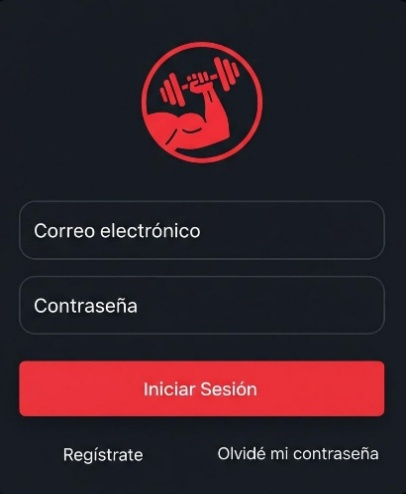 Correo electrónico
Contraseña
Iniciar Sesión
Regístrate Olvidé mi contraseña